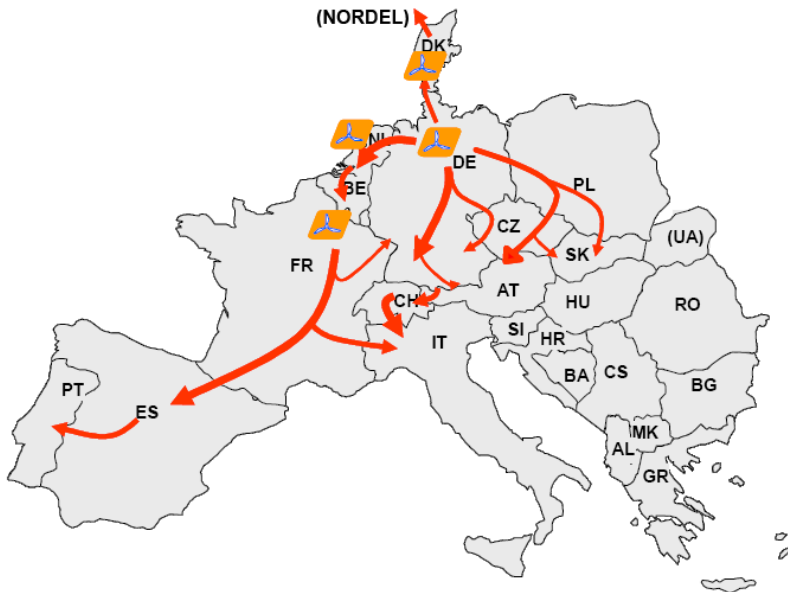 (NORDEL)
DK
NL
DE
BE
PL
CZ
FR
SK
(UA)
CH
AT
HU
RO
SI
HR
IT
BA
CS
BG
PT
ES
MK
AL
GR